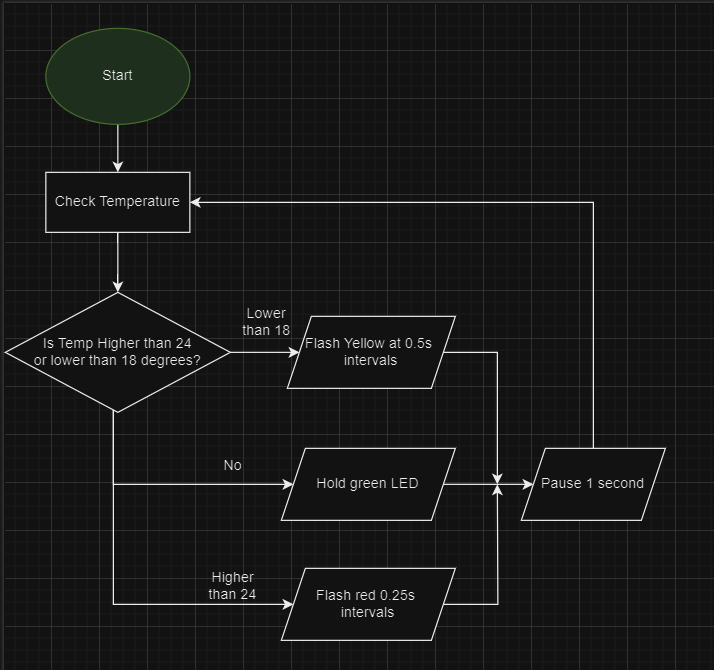 Start
Check Temperature
Is Temp Higher than 24
or lower than 18 degrees?
Lower
than 18
Flash Yellow at 0.5s
intervals
No
Hold green LED
Pause 1 second
Higher
than 24
Flash red 0.25s
intervals